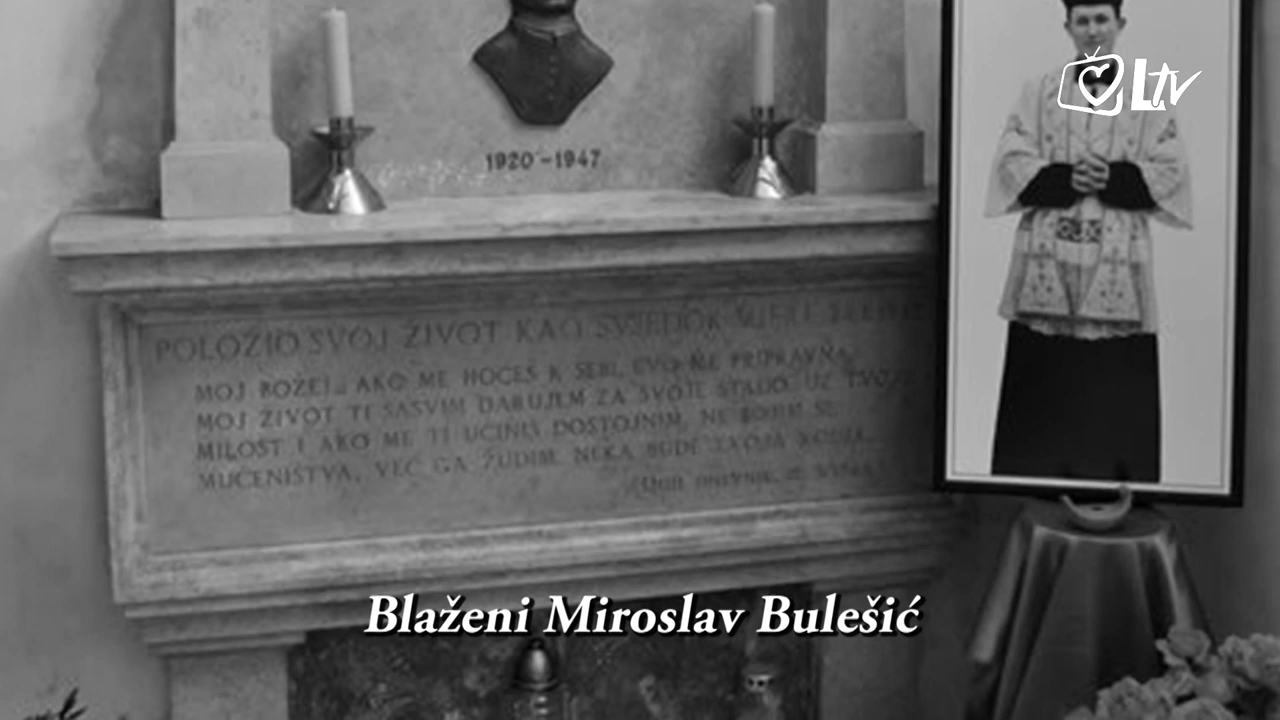 Ltv
1920-1947
POLOŽIO SVOJ ŽIVOT KAO SVJEDOK
MOJ BOŽE!.. AKO ME HOĆEŠ K SEBI, EVO ME PRIPRAVNA.
MOJ ŽIVOT TI SASVIM DARUJEM ZA SVOJE STADO. UZ TVOJU
MILOST I AKO ME TI UČINIŠ DOSTOJNIM, NE BOJIM SE
MUČENIŠTVA, VEĆ GA ŽUDIM. NEKA BUDE TVOJA VOLJA...
Blaženi Miroslav Bulešić